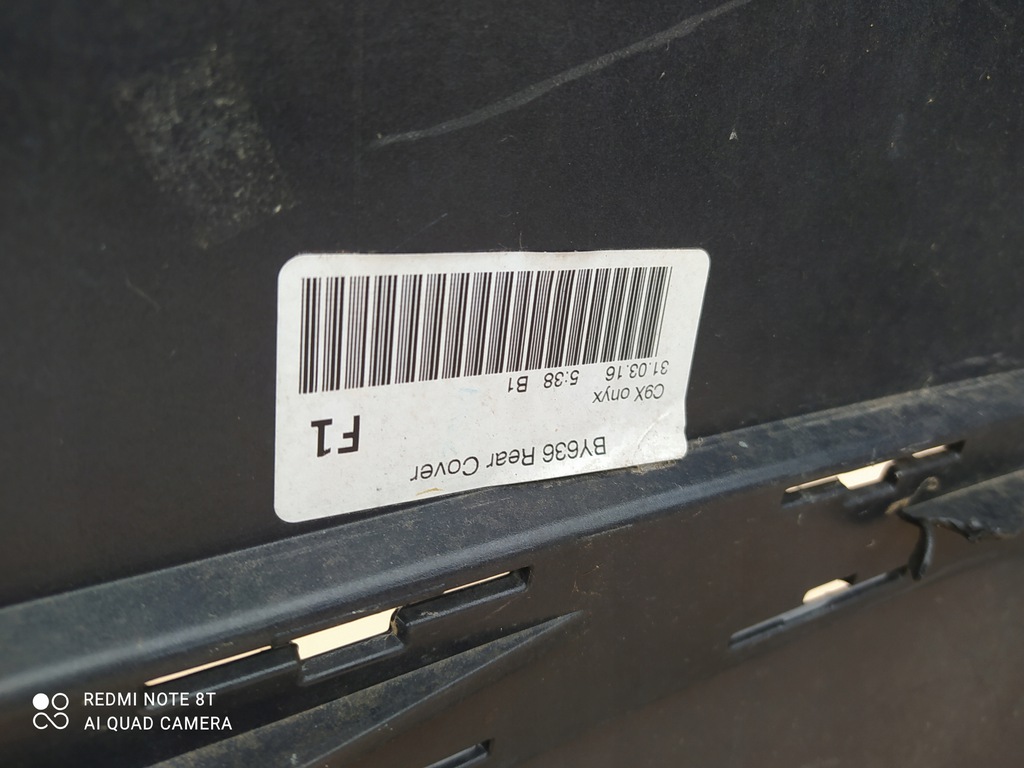 BY636 Rear Cover
F1
C9X onyx
31.03.16 5:38 B1
REDMI NOTE 8T
AI QUAD CAMERA